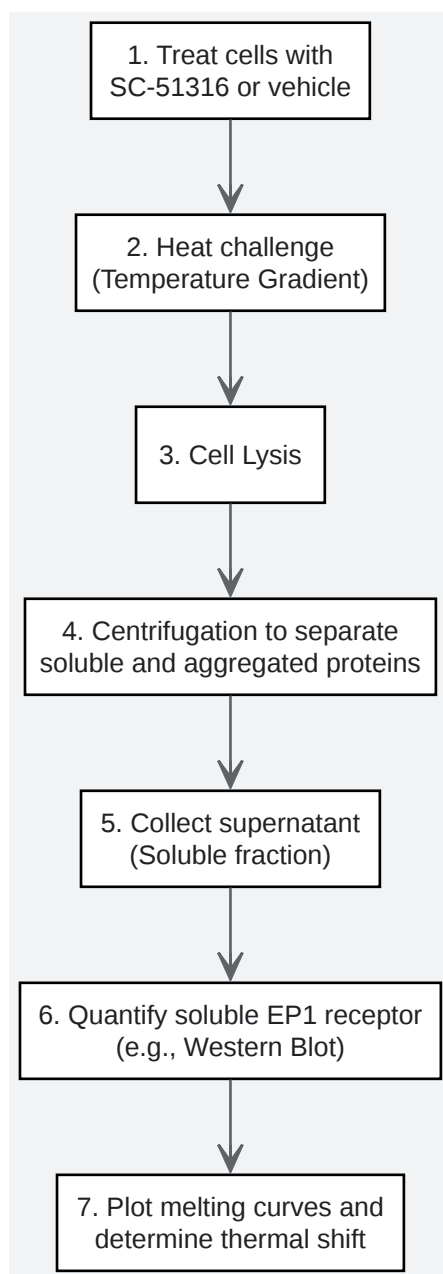 1. Treat cells with
SC-51316 or vehicle
2. Heat challenge
(Temperature Gradient)
3. Cell Lysis
4. Centrifugation to separate
soluble and aggregated proteins
5. Collect supernatant
(Soluble fraction)
6. Quantify soluble EP1 receptor
(e.g., Western Blot)
7. Plot melting curves and
determine thermal shift